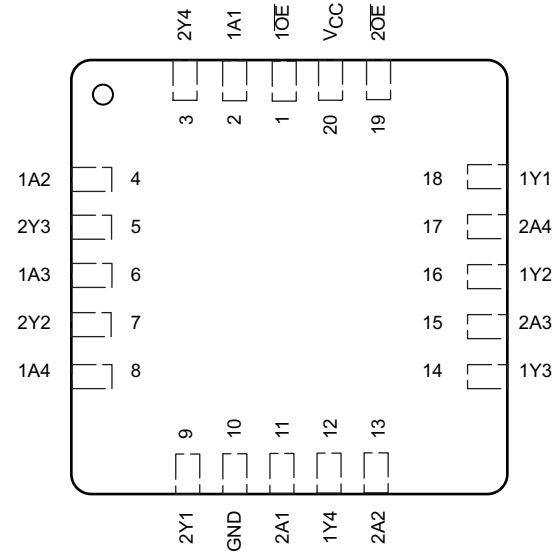 2Y4 1A1 1O̅E̅ VCC 2O̅E̅
3 2 1 20 19
1A2 4 18 1Y1
2Y3 5 17 2A4
1A3 6 16 1Y2
2Y2 7 15 2A3
1A4 8 14 1Y3
9 10 11 12 13
2Y1 GND 2A1 1Y4 2A2